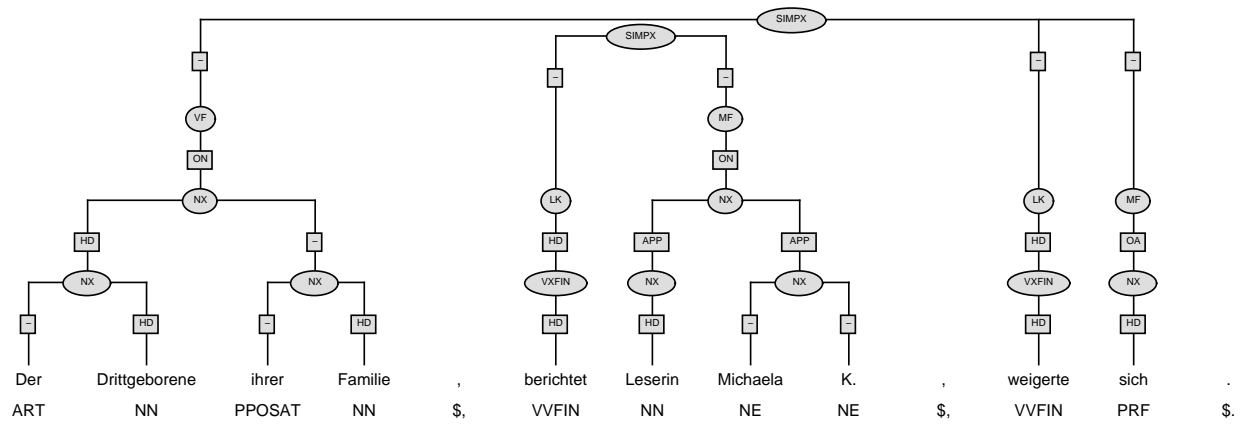 SIMPX
SIMPX
– – – – –
VF MF
ON ON
NX LK NX LK MF
HD – HD APP APP HD OA
NX NX VXFIN NX NX VXFIN NX
– HD – HD HD HD – – HD HD
Der Drittgeborene ihrer Familie , berichtet Leserin Michaela K. , weigerte sich .
ART NN PPOSAT NN $, VVFIN NN NE NE $, VVFIN PRF $.